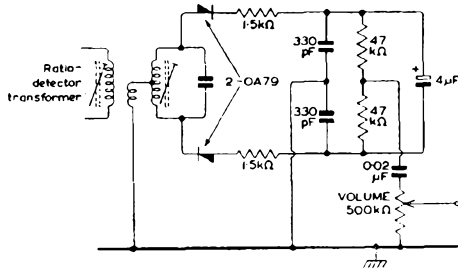 1·5kΩ
330
pF
47
kΩ
Ratio-
detector
transformer
2-OA79
+
4μF
330
pF
47
kΩ
1·5kΩ
0·02
μF
VOLUME
500kΩ